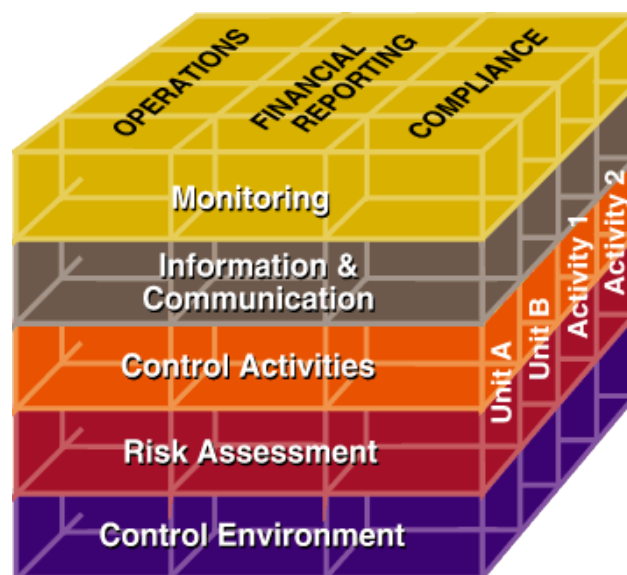 OPERATIONS
FINANCIAL
REPORTING
COMPLIANCE
Monitoring
Information &
Communication
Control Activities
Risk Assessment
Control Environment
Unit A
Unit B
Activity 1
Activity 2